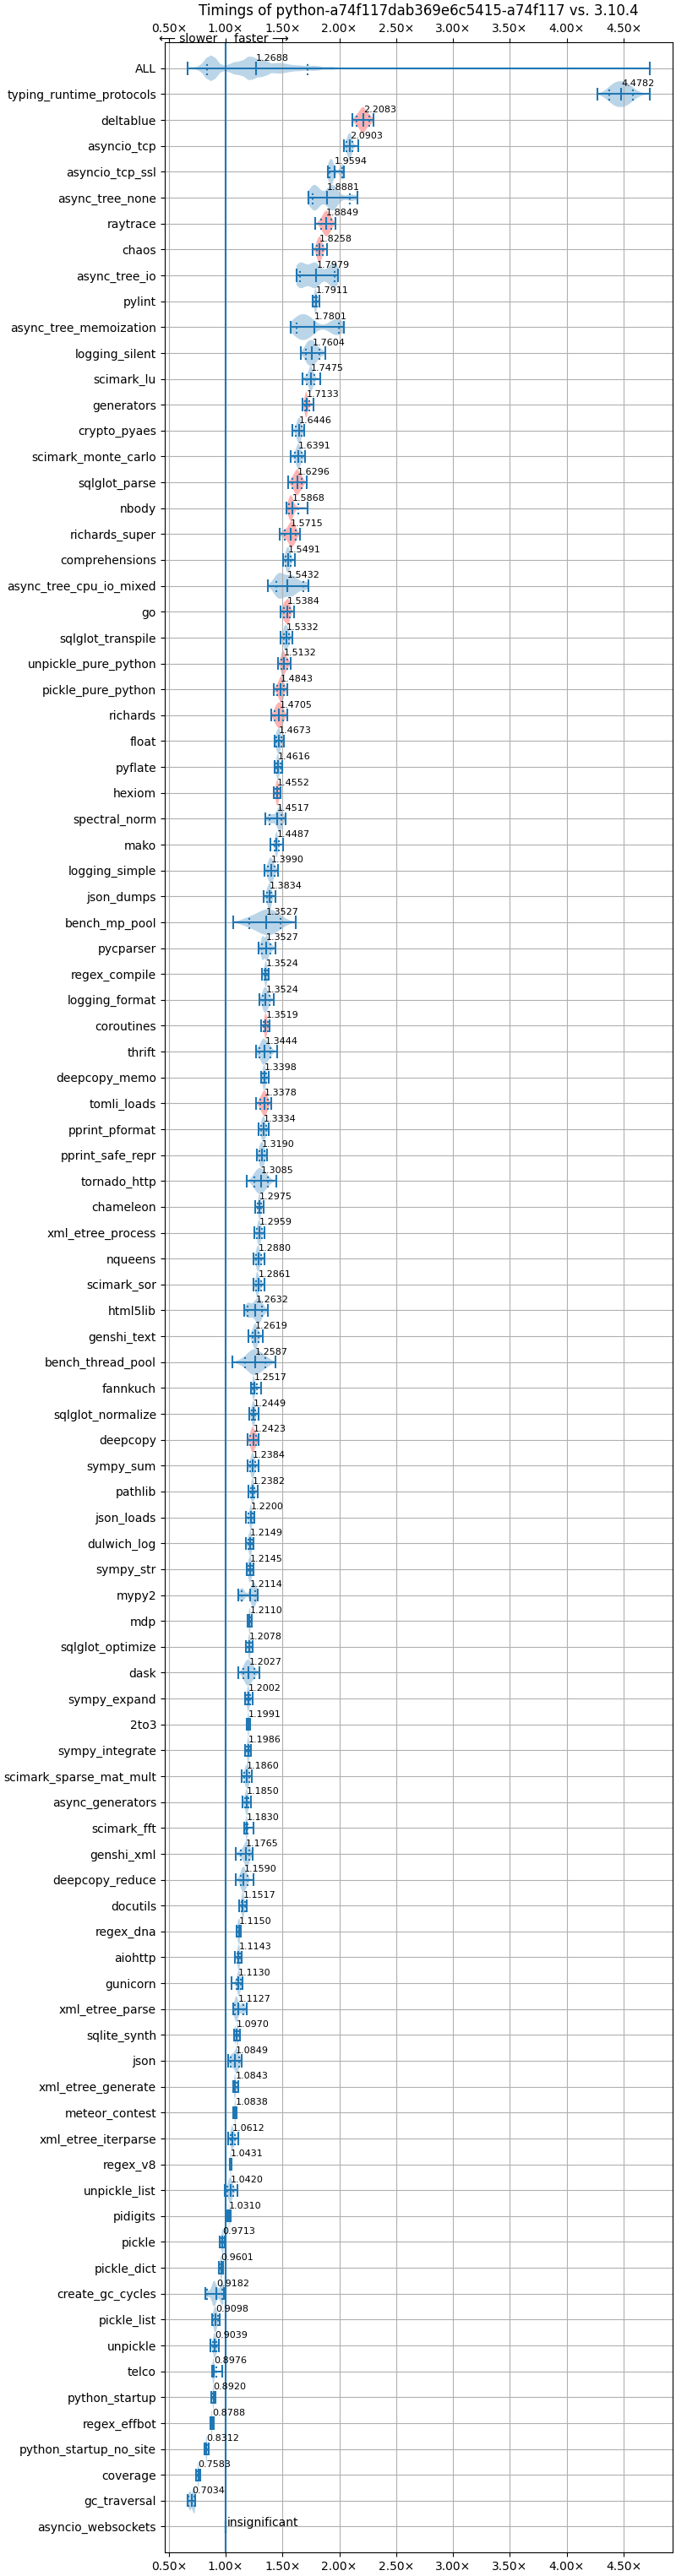 Timings of python-a74f117dab369e6c5415-a74f117 vs. 3.10.4
0.50× 1.00× 1.50× 2.00× 2.50× 3.00× 3.50× 4.00× 4.50×
← slower faster →
ALL 1.2688
typing_runtime_protocols 4.4782
deltablue 2.2083
asyncio_tcp 2.0903
asyncio_tcp_ssl 1.9594
async_tree_none 1.8881
raytrace 1.8849
chaos 1.8258
async_tree_io 1.7979
pylint 1.7911
async_tree_memoization 1.7801
logging_silent 1.7604
scimark_lu 1.7475
generators 1.7133
crypto_pyaes 1.6446
scimark_monte_carlo 1.6391
sqlglot_parse 1.6296
nbody 1.5868
richards_super 1.5715
comprehensions 1.5491
async_tree_cpu_io_mixed 1.5432
go 1.5384
sqlglot_transpile 1.5332
unpickle_pure_python 1.5132
pickle_pure_python 1.4843
richards 1.4705
float 1.4673
pyflate 1.4616
hexiom 1.4552
spectral_norm 1.4517
mako 1.4487
logging_simple 1.3990
json_dumps 1.3834
bench_mp_pool 1.3527
pycparser 1.3527
regex_compile 1.3524
logging_format 1.3524
coroutines 1.3519
thrift 1.3444
deepcopy_memo 1.3398
tomli_loads 1.3378
pprint_pformat 1.3334
pprint_safe_repr 1.3190
tornado_http 1.3085
chameleon 1.2975
xml_etree_process 1.2959
nqueens 1.2880
scimark_sor 1.2861
html5lib 1.2632
genshi_text 1.2619
bench_thread_pool 1.2587
fannkuch 1.2517
sqlglot_normalize 1.2449
deepcopy 1.2423
sympy_sum 1.2384
pathlib 1.2382
json_loads 1.2200
dulwich_log 1.2149
sympy_str 1.2145
mypy2 1.2114
mdp 1.2110
sqlglot_optimize 1.2078
dask 1.2027
sympy_expand 1.2002
2to3 1.1991
sympy_integrate 1.1986
scimark_sparse_mat_mult 1.1860
async_generators 1.1850
scimark_fft 1.1830
genshi_xml 1.1765
deepcopy_reduce 1.1590
docutils 1.1517
regex_dna 1.1150
aiohttp 1.1143
gunicorn 1.1130
xml_etree_parse 1.1127
sqlite_synth 1.0970
json 1.0849
xml_etree_generate 1.0843
meteor_contest 1.0838
xml_etree_iterparse 1.0612
regex_v8 1.0431
unpickle_list 1.0420
pidigits 1.0310
pickle 0.9713
pickle_dict 0.9601
create_gc_cycles 0.9182
pickle_list 0.9098
unpickle 0.9039
telco 0.8976
python_startup 0.8920
regex_effbot 0.8788
python_startup_no_site 0.8312
coverage 0.7583
gc_traversal 0.7034
asyncio_websockets insignificant
0.50× 1.00× 1.50× 2.00× 2.50× 3.00× 3.50× 4.00× 4.50×